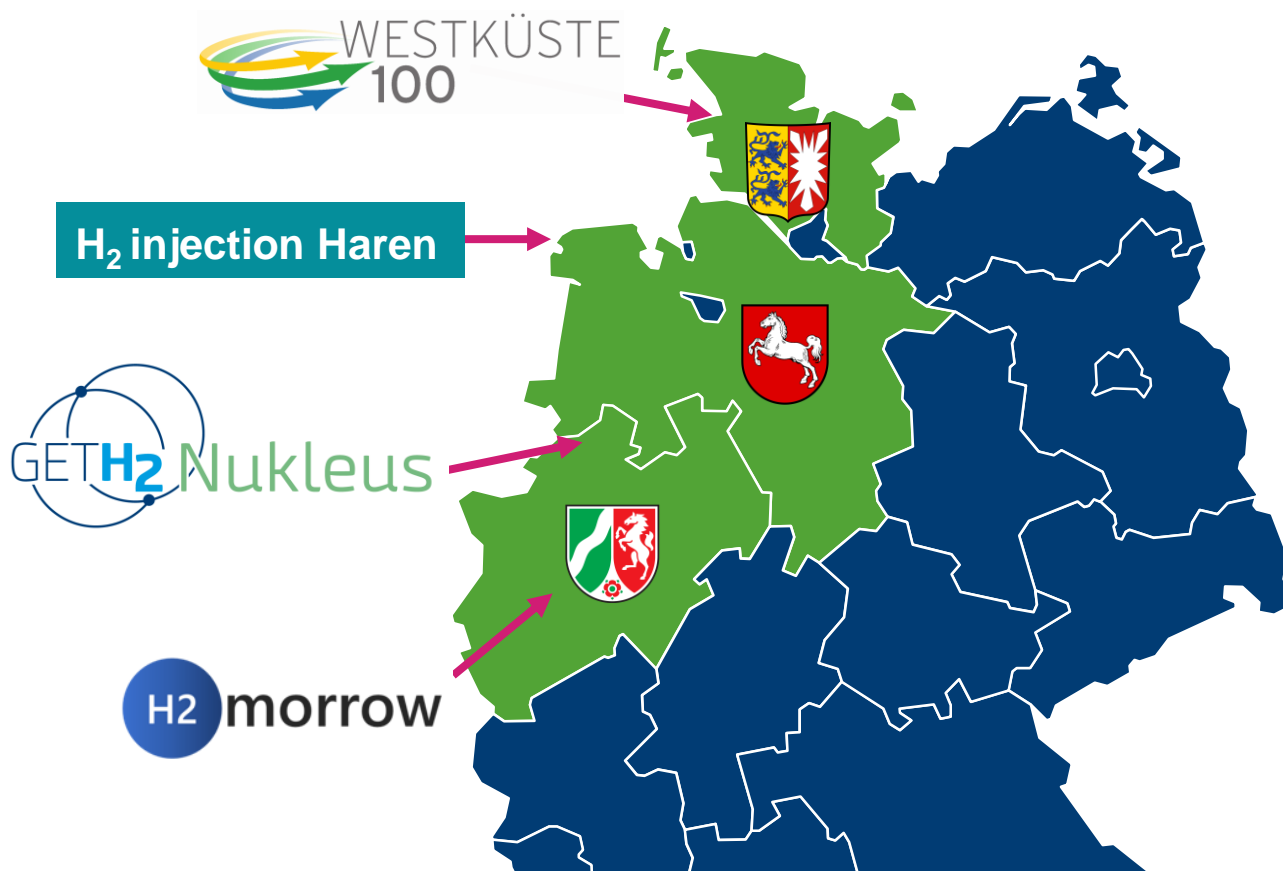 WESTKÜSTE
100
H₂ injection Haren
GETH2 Nukleus
H2 morrow